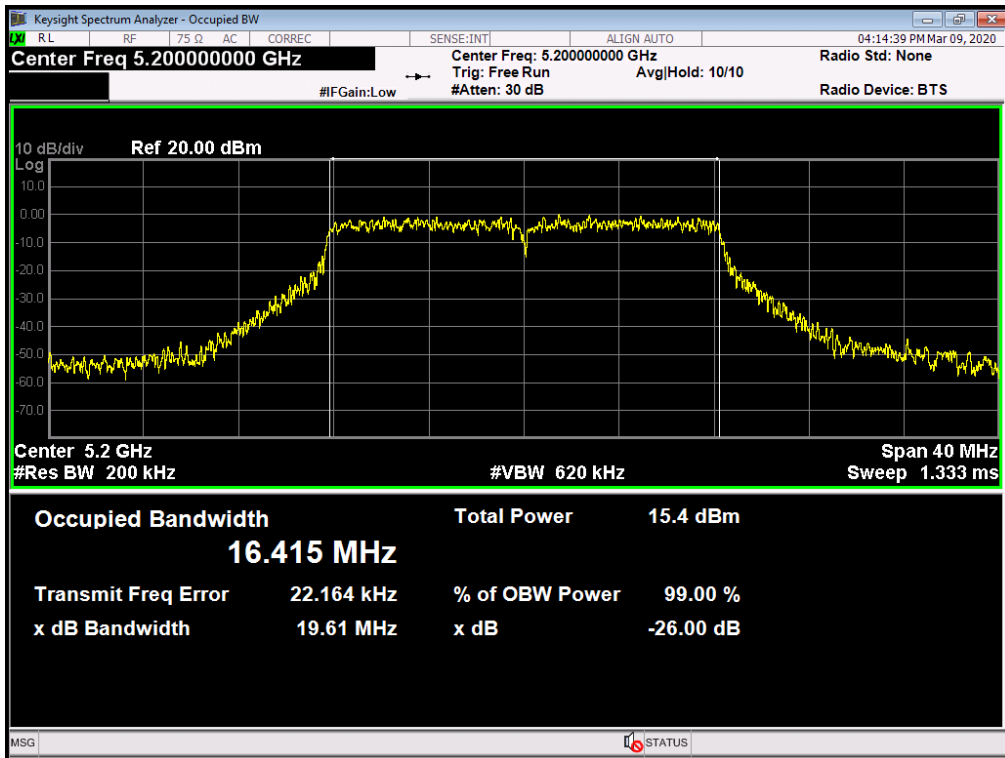 Keysight Spectrum Analyzer - Occupied BW
LXI RL RF 75 Ω AC CORREC SENSE:INT ALIGN AUTO 04:14:39 PM Mar 09, 2020
Center Freq 5.200000000 GHz
Center Freq: 5.200000000 GHz
Radio Std: None
Trig: Free Run
Avg|Hold: 10/10
#IFGain:Low
#Atten: 30 dB
Radio Device: BTS
10 dB/div
Ref 20.00 dBm
Log
10.0
0.00
-10.0
-20.0
-30.0
-40.0
-50.0
-60.0
-70.0
Center 5.2 GHz
Span 40 MHz
#Res BW 200 kHz
#VBW 620 kHz
Sweep 1.333 ms
Occupied Bandwidth
Total Power 15.4 dBm
16.415 MHz
Transmit Freq Error 22.164 kHz
% of OBW Power 99.00 %
x dB Bandwidth 19.61 MHz
x dB -26.00 dB
MSG
STATUS